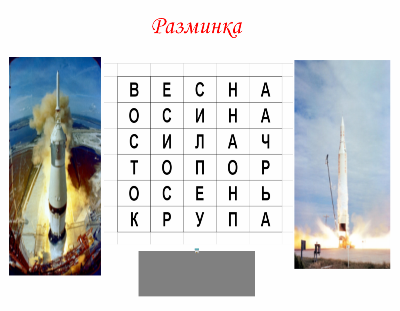 Разминка
В Е С Н А
О С И Н А
С И Л А Ч
Т О П О Р
О С Е Н Ь
К Р У П А